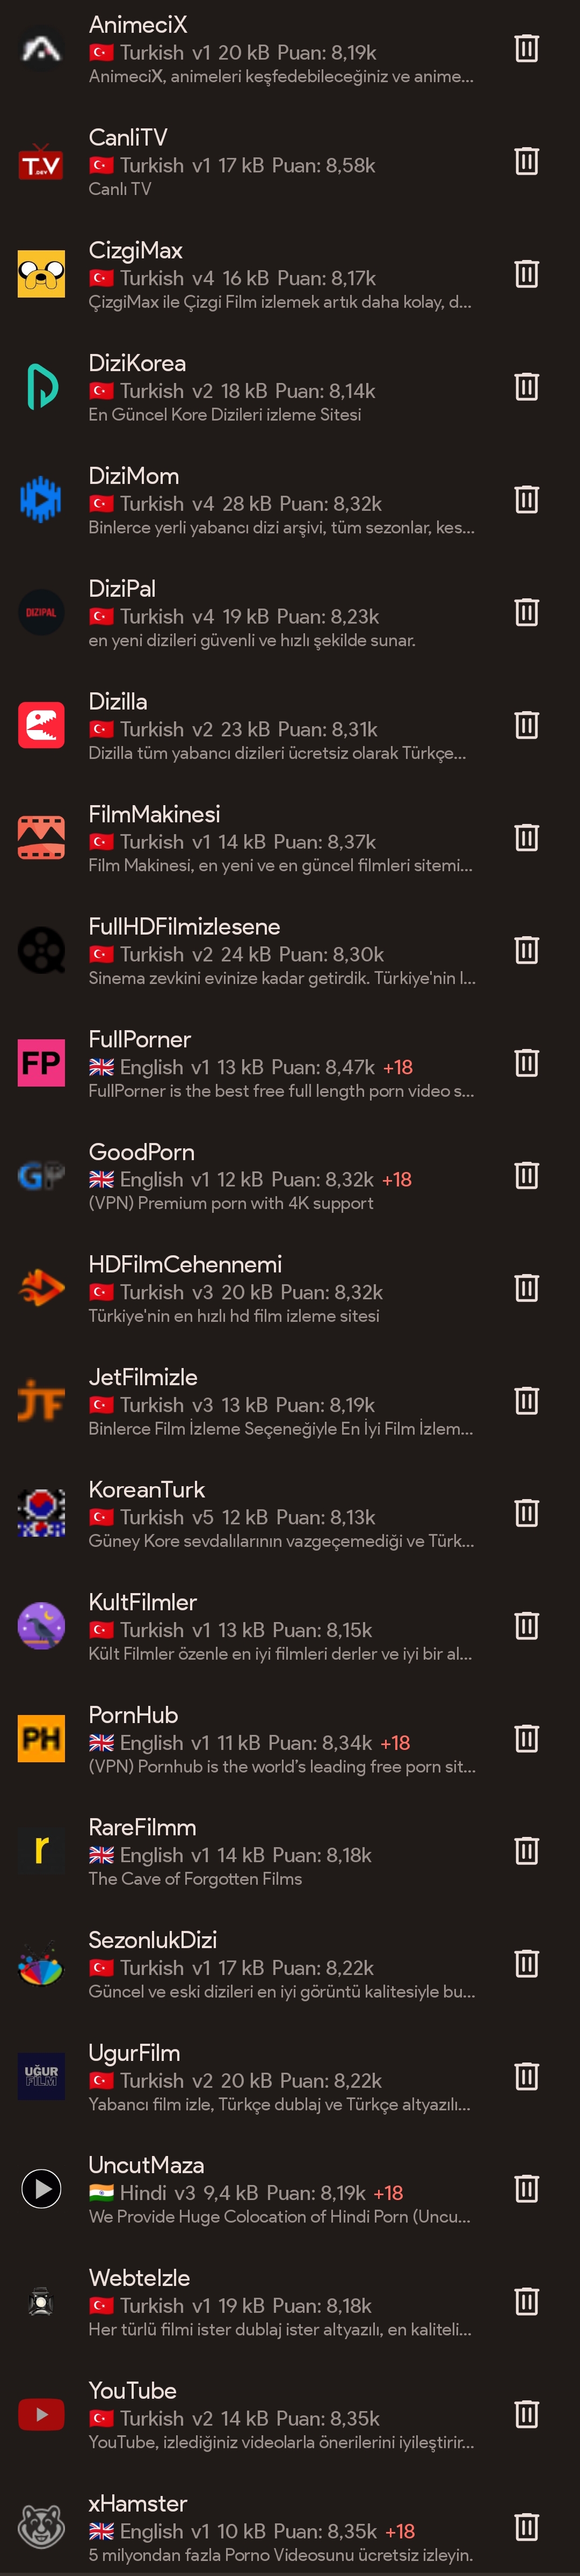 AnimeciX
Turkish v1 20 kB Puan: 8,19k
AnimeciX, animeleri keşfedebileceğiniz ve anime...
T.V
.DEV
CanliTV
Turkish v1 17 kB Puan: 8,58k
Canlı TV
CizgiMax
Turkish v4 16 kB Puan: 8,17k
ÇizgiMax ile Çizgi Film izlemek artık daha kolay, d...
DiziKorea
Turkish v2 18 kB Puan: 8,14k
En Güncel Kore Dizileri izleme Sitesi
DiziMom
Turkish v4 28 kB Puan: 8,32k
Binlerce yerli yabancı dizi arşivi, tüm sezonlar, kes...
DIZIPAL
DiziPal
Turkish v4 19 kB Puan: 8,23k
en yeni dizileri güvenli ve hızlı şekilde sunar.
Dizilla
Turkish v2 23 kB Puan: 8,31k
Dizilla tüm yabancı dizileri ücretsiz olarak Türkçe...
FilmMakinesi
Turkish v1 14 kB Puan: 8,37k
Film Makinesi, en yeni ve en güncel filmleri sitemi...
FullHDFilmizlesene
Turkish v2 24 kB Puan: 8,30k
Sinema zevkini evinize kadar getirdik. Türkiye'nin l...
FP
FullPorner
English v1 13 kB Puan: 8,47k +18
FullPorner is the best free full length porn video s...
GP
GoodPorn
English v1 12 kB Puan: 8,32k +18
(VPN) Premium porn with 4K support
HDFilmCehennemi
Turkish v3 20 kB Puan: 8,32k
Türkiye'nin en hızlı hd film izleme sitesi
JF
JetFilmizle
Turkish v3 13 kB Puan: 8,19k
Binlerce Film İzleme Seçeneğiyle En İyi Film İzlem...
KoreanTurk
Turkish v5 12 kB Puan: 8,13k
Güney Kore sevdalılarının vazgeçemediği ve Türk...
KultFilmler
Turkish v1 13 kB Puan: 8,15k
Kült Filmler özenle en iyi filmleri derler ve iyi bir al...
PH
PornHub
English v1 11 kB Puan: 8,34k +18
(VPN) Pornhub is the world's leading free porn sit...
r
RareFilmm
English v1 14 kB Puan: 8,18k
The Cave of Forgotten Films
SezonlukDizi
Turkish v1 17 kB Puan: 8,22k
Güncel ve eski dizileri en iyi görüntü kalitesiyle bu...
UĞUR
FİLM
UgurFilm
Turkish v2 20 kB Puan: 8,22k
Yabancı film izle, Türkçe dublaj ve Türkçe altyazılı...
UncutMaza
Hindi v3 9,4 kB Puan: 8,19k +18
We Provide Huge Colocation of Hindi Porn (Uncu...
WebteIzle
Turkish v1 19 kB Puan: 8,18k
Her türlü filmi ister dublaj ister altyazılı, en kaliteli...
YouTube
Turkish v2 14 kB Puan: 8,35k
YouTube, izlediğiniz videolarla önerilerini iyileştirir...
xHamster
English v1 10 kB Puan: 8,35k +18
5 milyondan fazla Porno Videosunu ücretsiz izleyin.